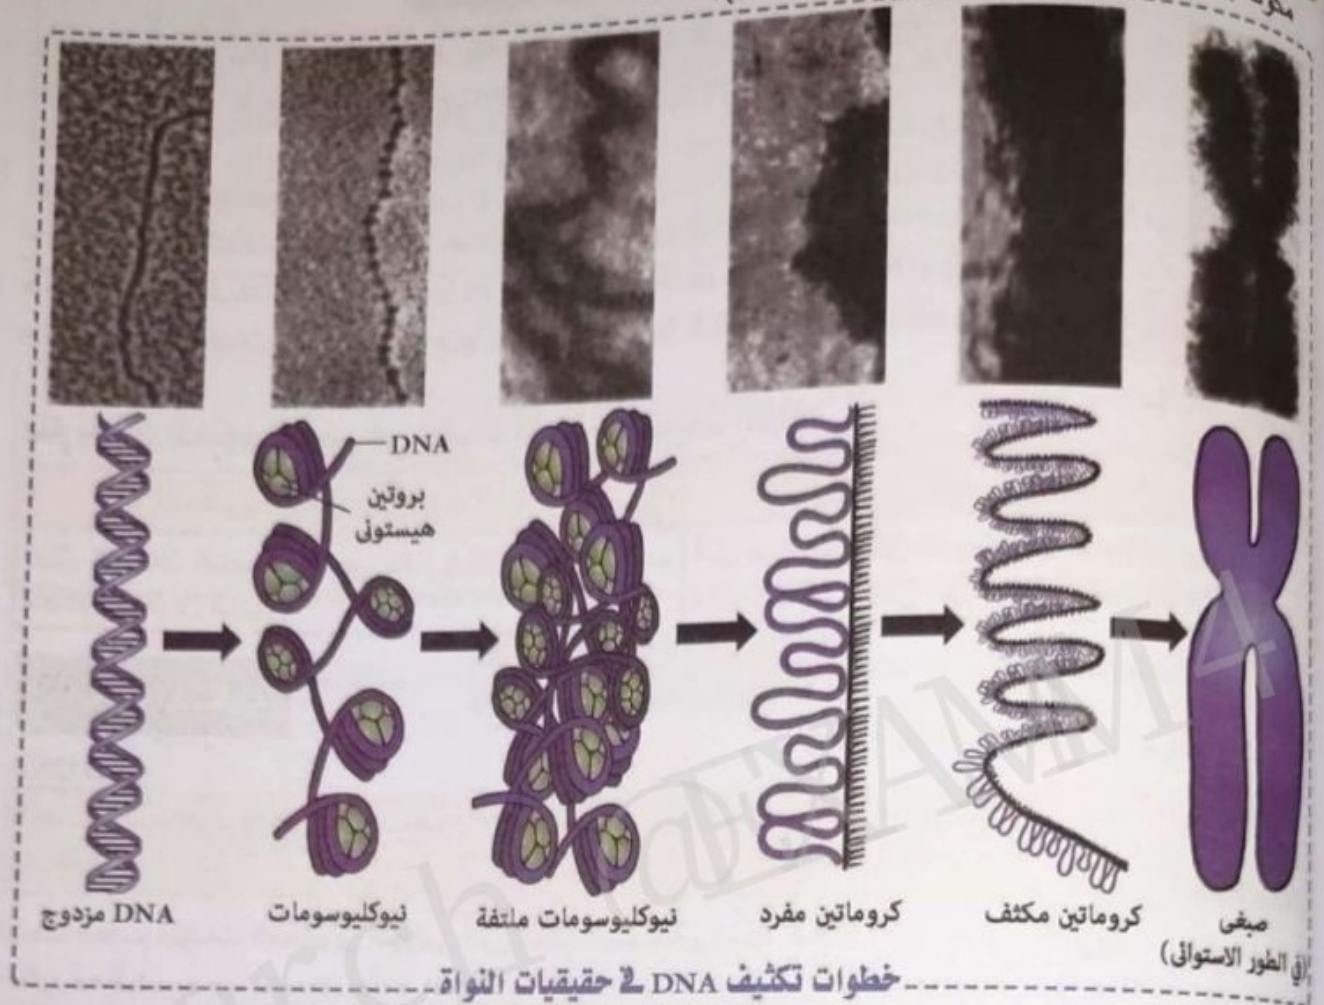 DNA
بروتين
هيستونى
DNA مزدوج
نيوكليوسومات
نيوكليوسومات ملتفة
كروماتين مفرد
كروماتين مكثف
صبغى
(فى الطور الاستوائى)
خطوات تكثيف DNA فى حقيقيات النواة